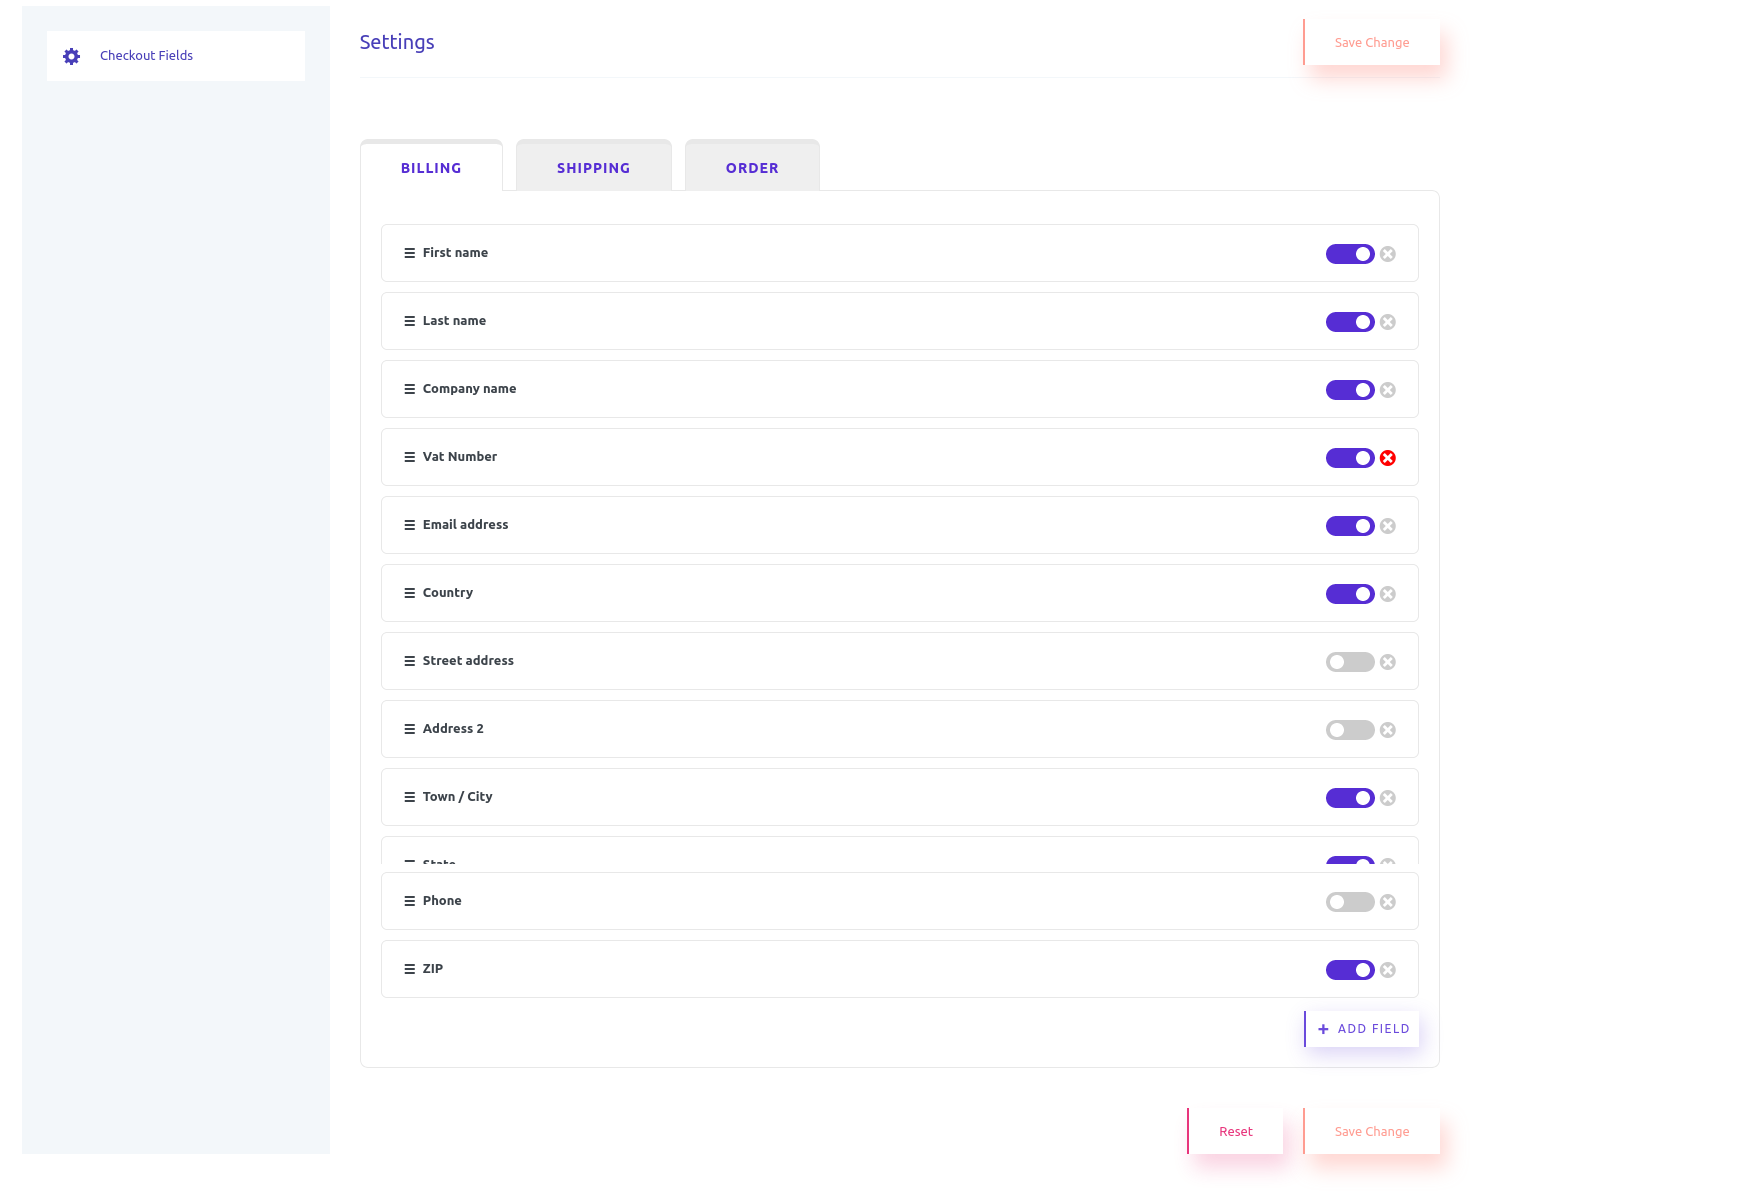 Checkout Fields
Settings
Save Change
BILLING
SHIPPING
ORDER
First name
Last name
Company name
Vat Number
Email address
Country
Street address
Address 2
Town / City
State
Phone
ZIP
ADD FIELD
Reset
Save Change